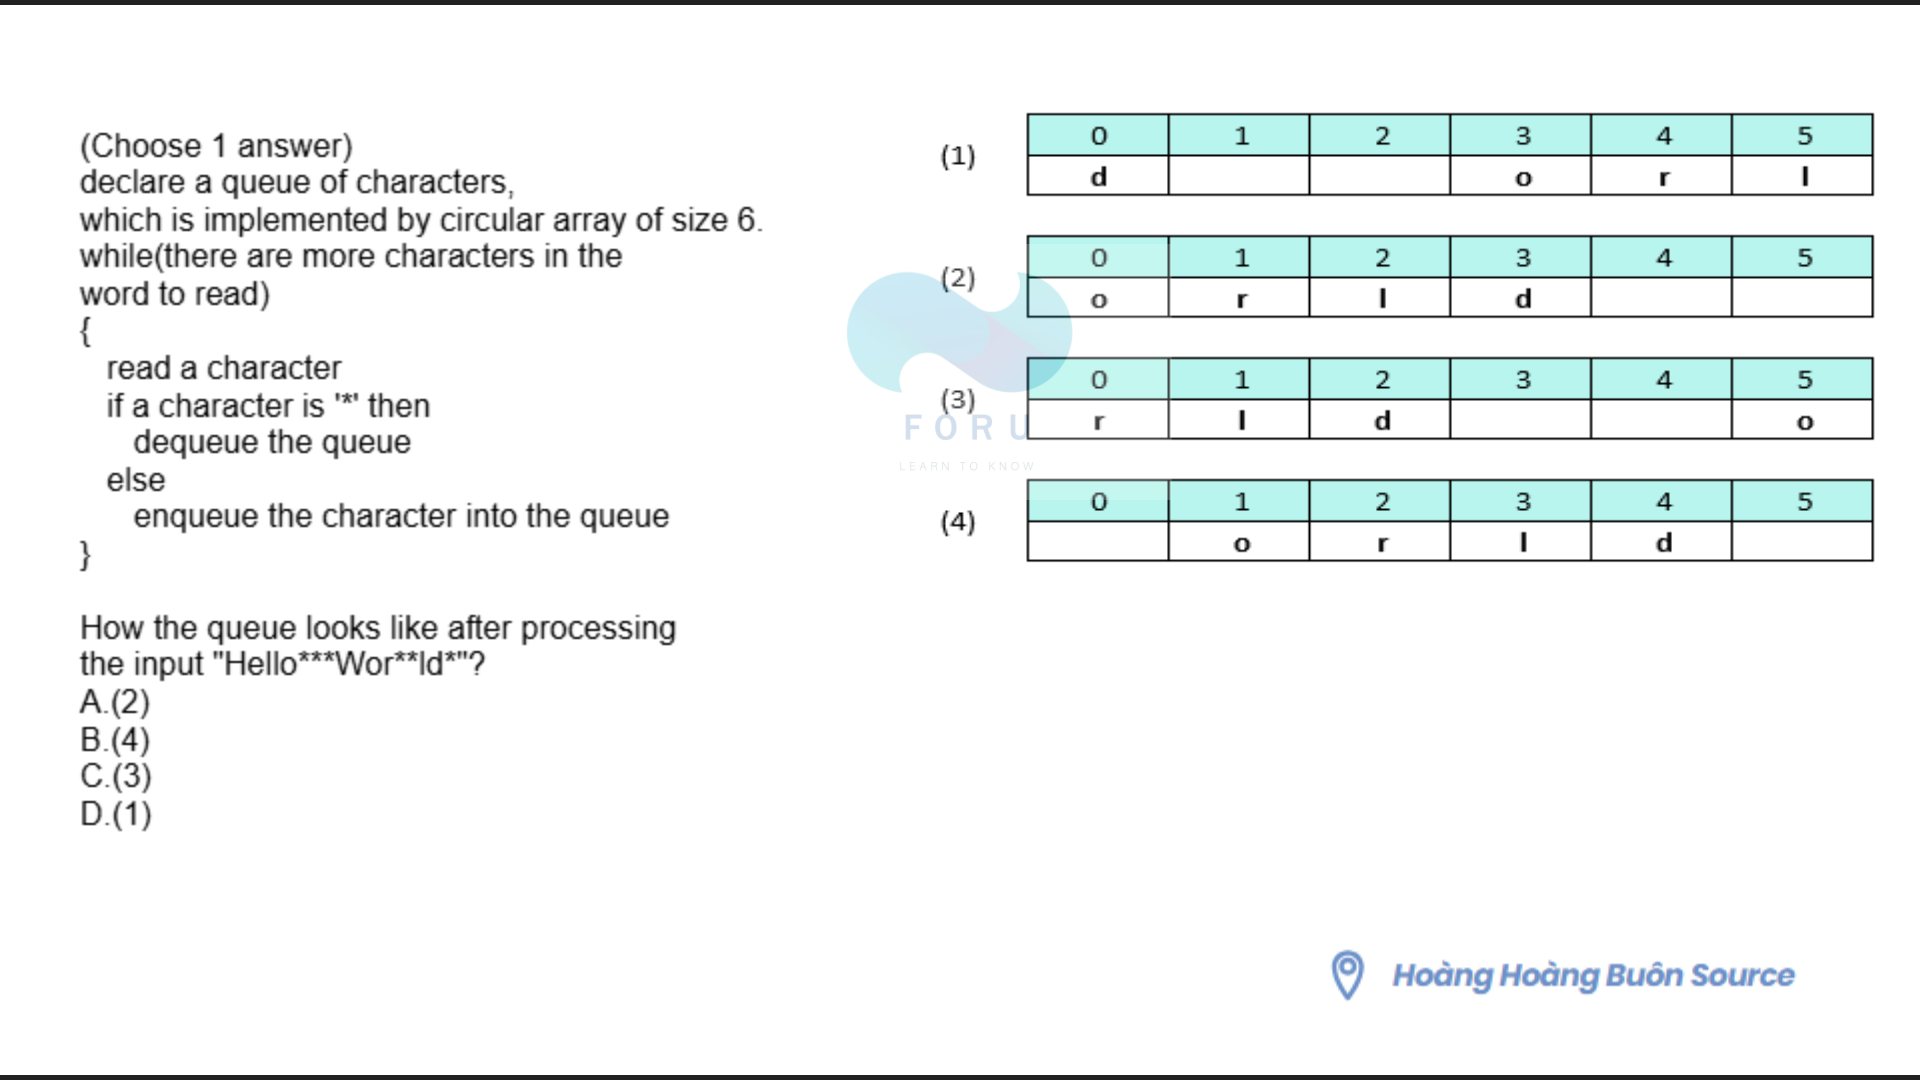 (Choose 1 answer)
declare a queue of characters,
which is implemented by circular array of size 6.
while(there are more characters in the
word to read)
{
read a character
if a character is '*' then
dequeue the queue
else
enqueue the character into the queue
}
How the queue looks like after processing
the input "Hello***Wor**ld*"?
A.(2)
B.(4)
C.(3)
D.(1)
(1)
0 1 2 3 4 5
d o r l
(2)
0 1 2 3 4 5
o r l d
(3)
0 1 2 3 4 5
r l d o
(4)
0 1 2 3 4 5
o r l d
FORU
LEARN TO KNOW
Hoàng Hoàng Buôn Source